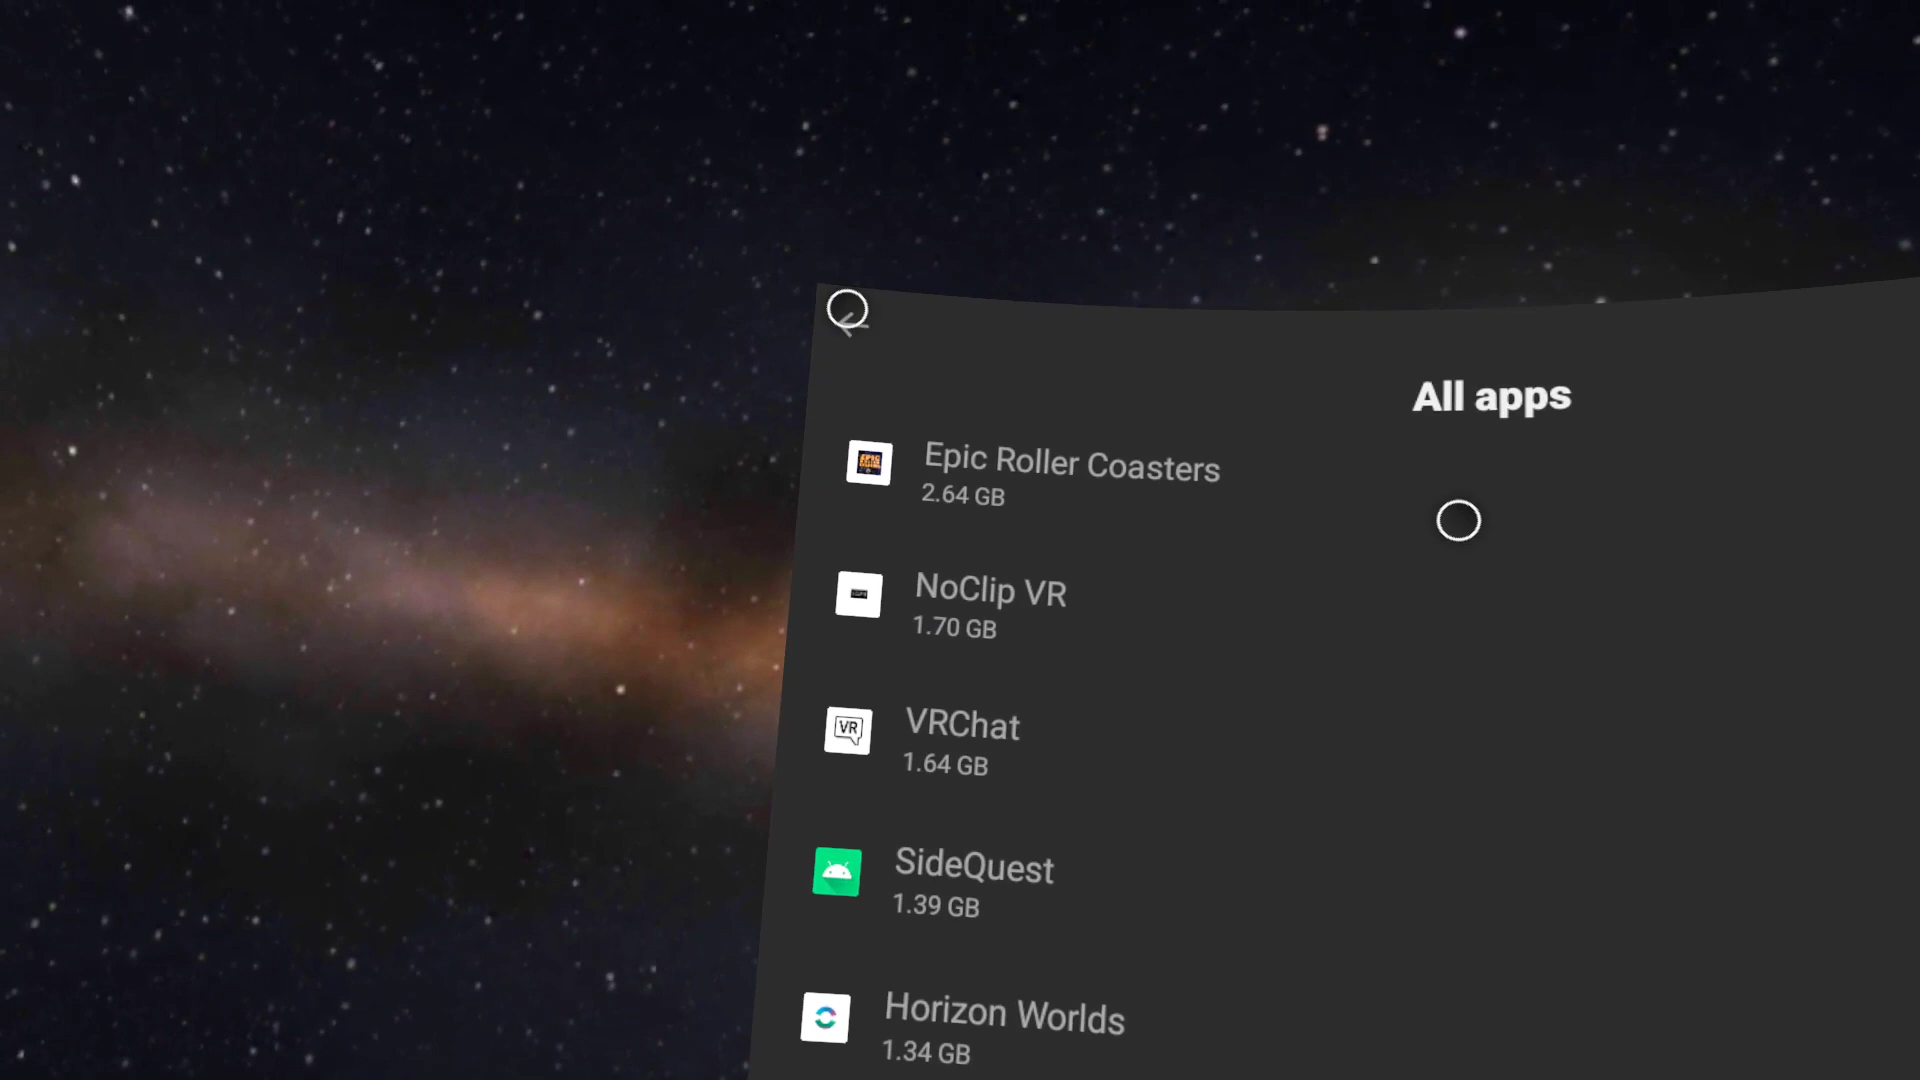 All apps
Epic Roller Coasters
2.64 GB
NoClip VR
1.70 GB
VR
VRChat
1.64 GB
SideQuest
1.39 GB
Horizon Worlds
1.34 GB